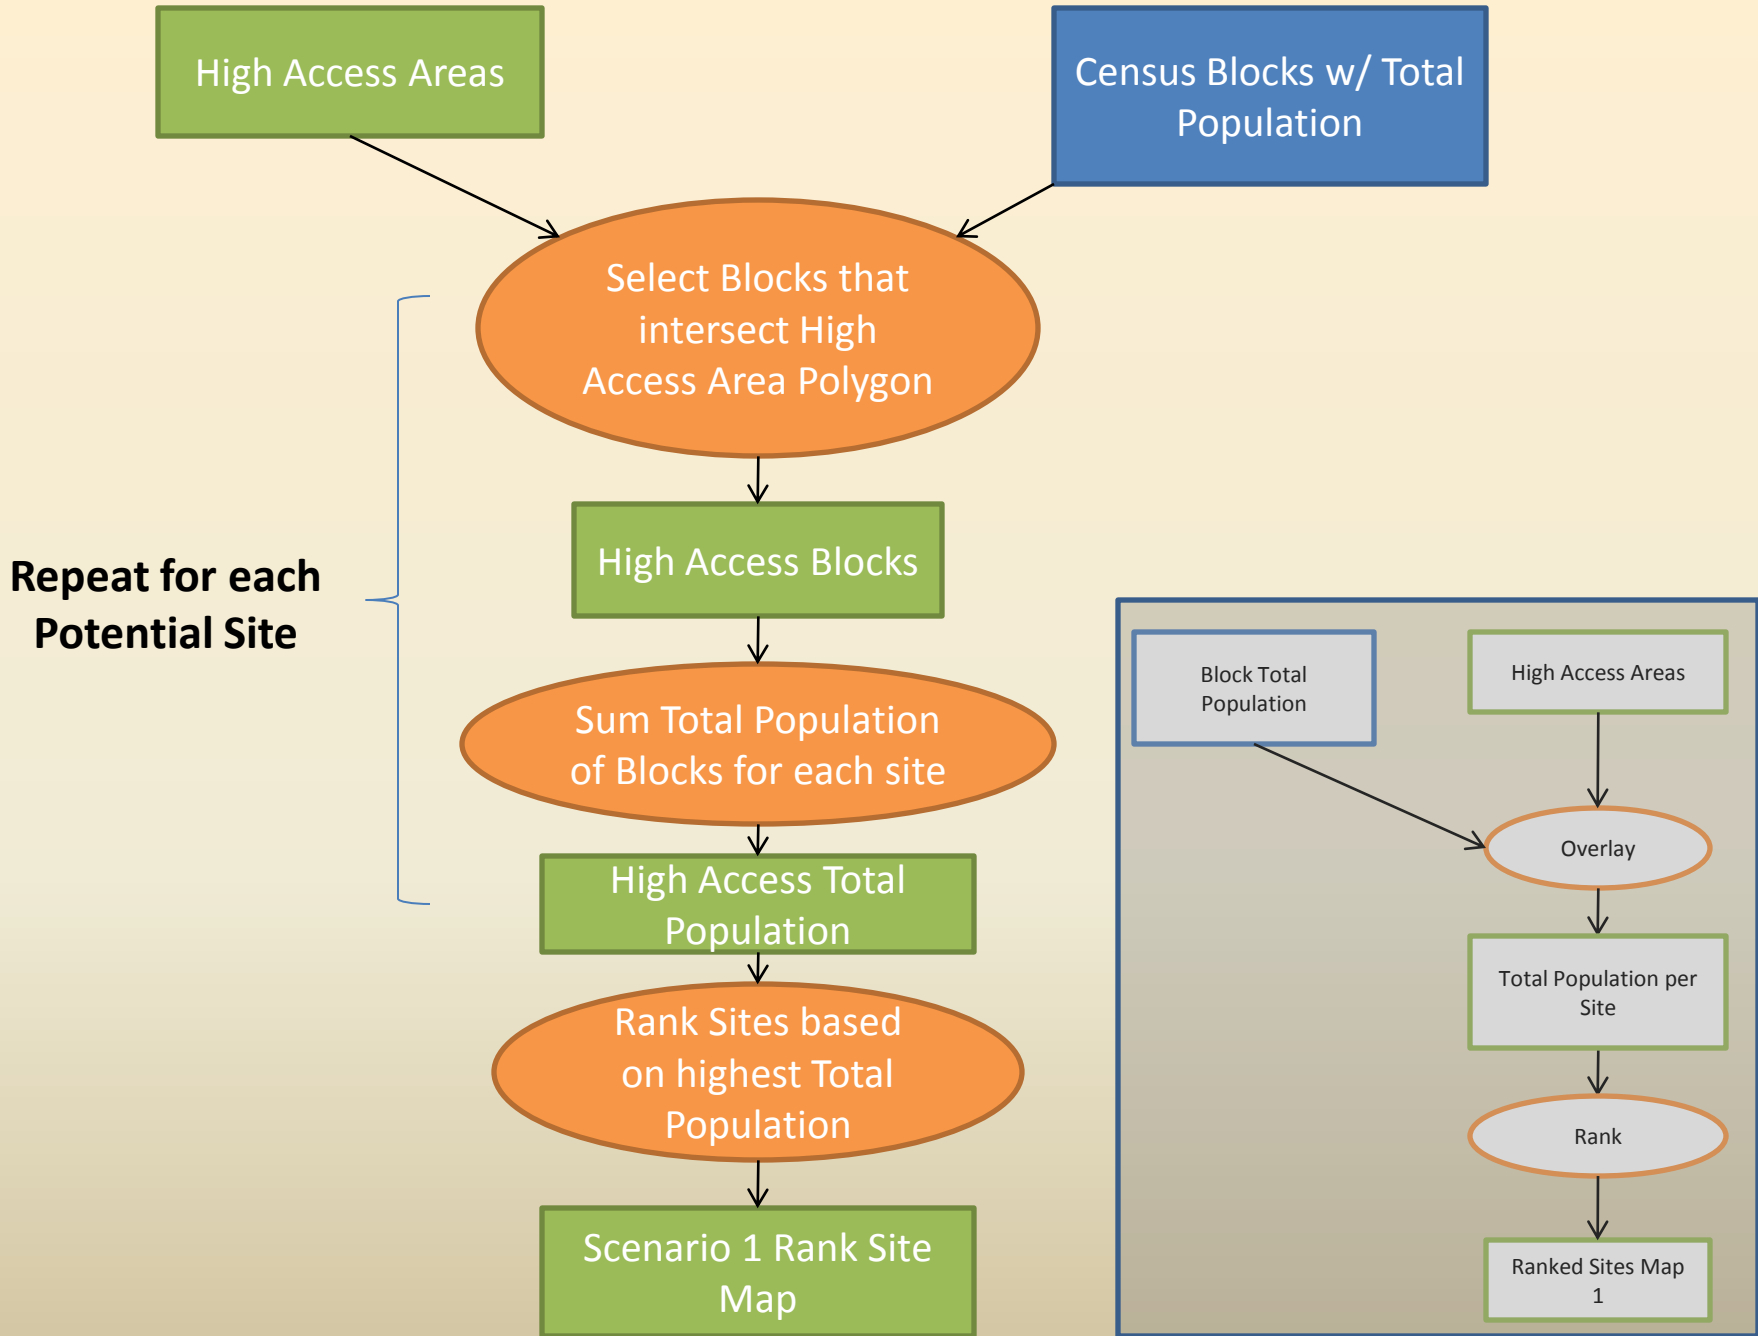 High Access Areas
Census Blocks w/ Total
Population
Select Blocks that
intersect High
Access Area Polygon
High Access Blocks
Repeat for each
Potential Site
Sum Total Population
of Blocks for each site
High Access Total
Population
Rank Sites based
on highest Total
Population
Scenario 1 Rank Site
Map
Block Total
Population
High Access Areas
Overlay
Total Population per
Site
Rank
Ranked Sites Map
1